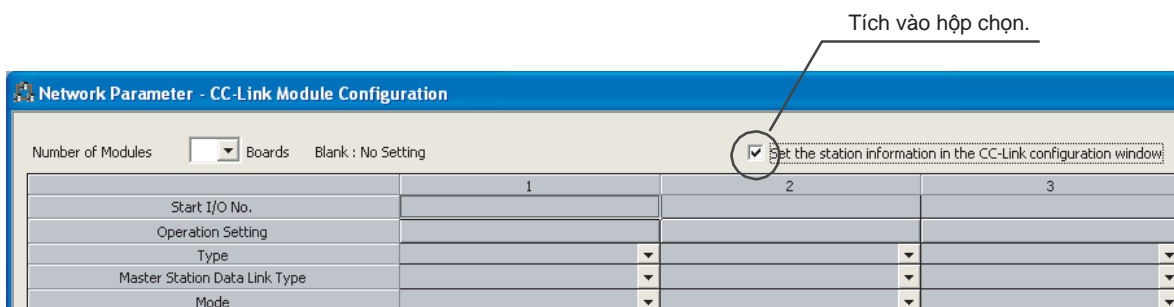 Tích vào hộp chọn.
Network Parameter - CC-Link Module Configuration
Number of Modules Boards Blank : No Setting Set the station information in the CC-Link configuration window
1 2 3
Start I/O No.
Operation Setting
Type
Master Station Data Link Type
Mode